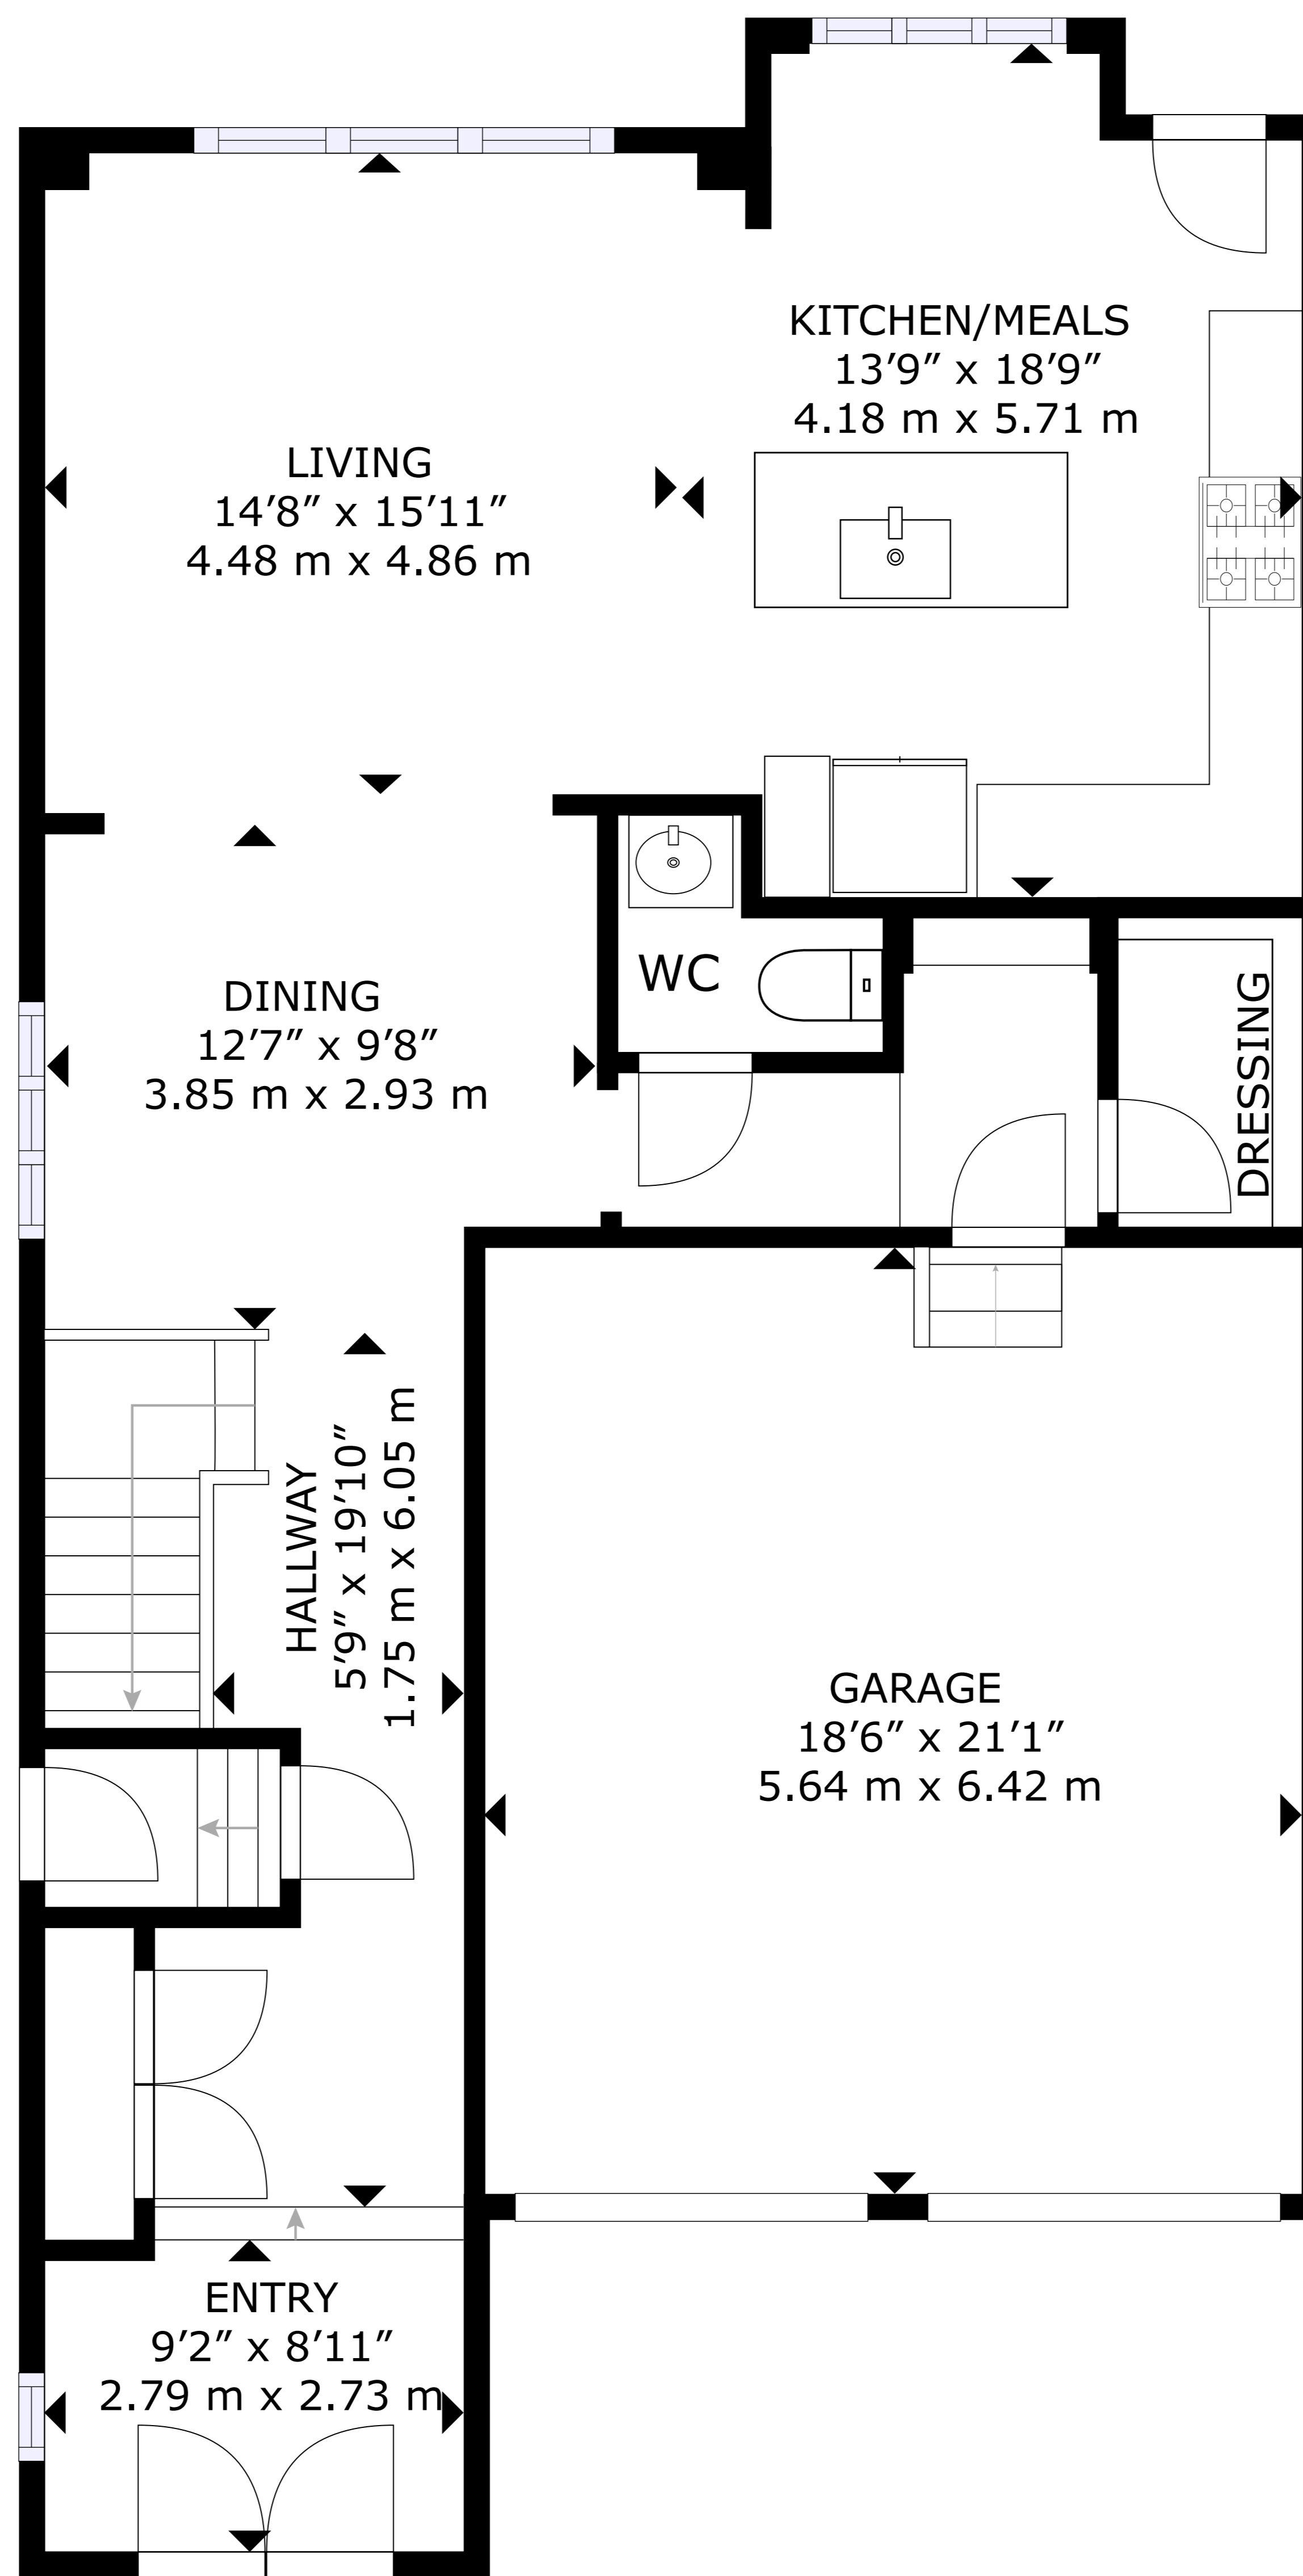 KITCHEN/MEALS
13′9″ x 18′9″
4.18 m x 5.71 m
LIVING
14′8″ x 15′11″
4.48 m x 4.86 m
WC
DINING
12′7″ x 9′8″
3.85 m x 2.93 m
DRESSING
HALLWAY
5′9″ x 19′10″
1.75 m x 6.05 m
GARAGE
18′6″ x 21′1″
5.64 m x 6.42 m
ENTRY
9′2″ x 8′11″
2.79 m x 2.73 m